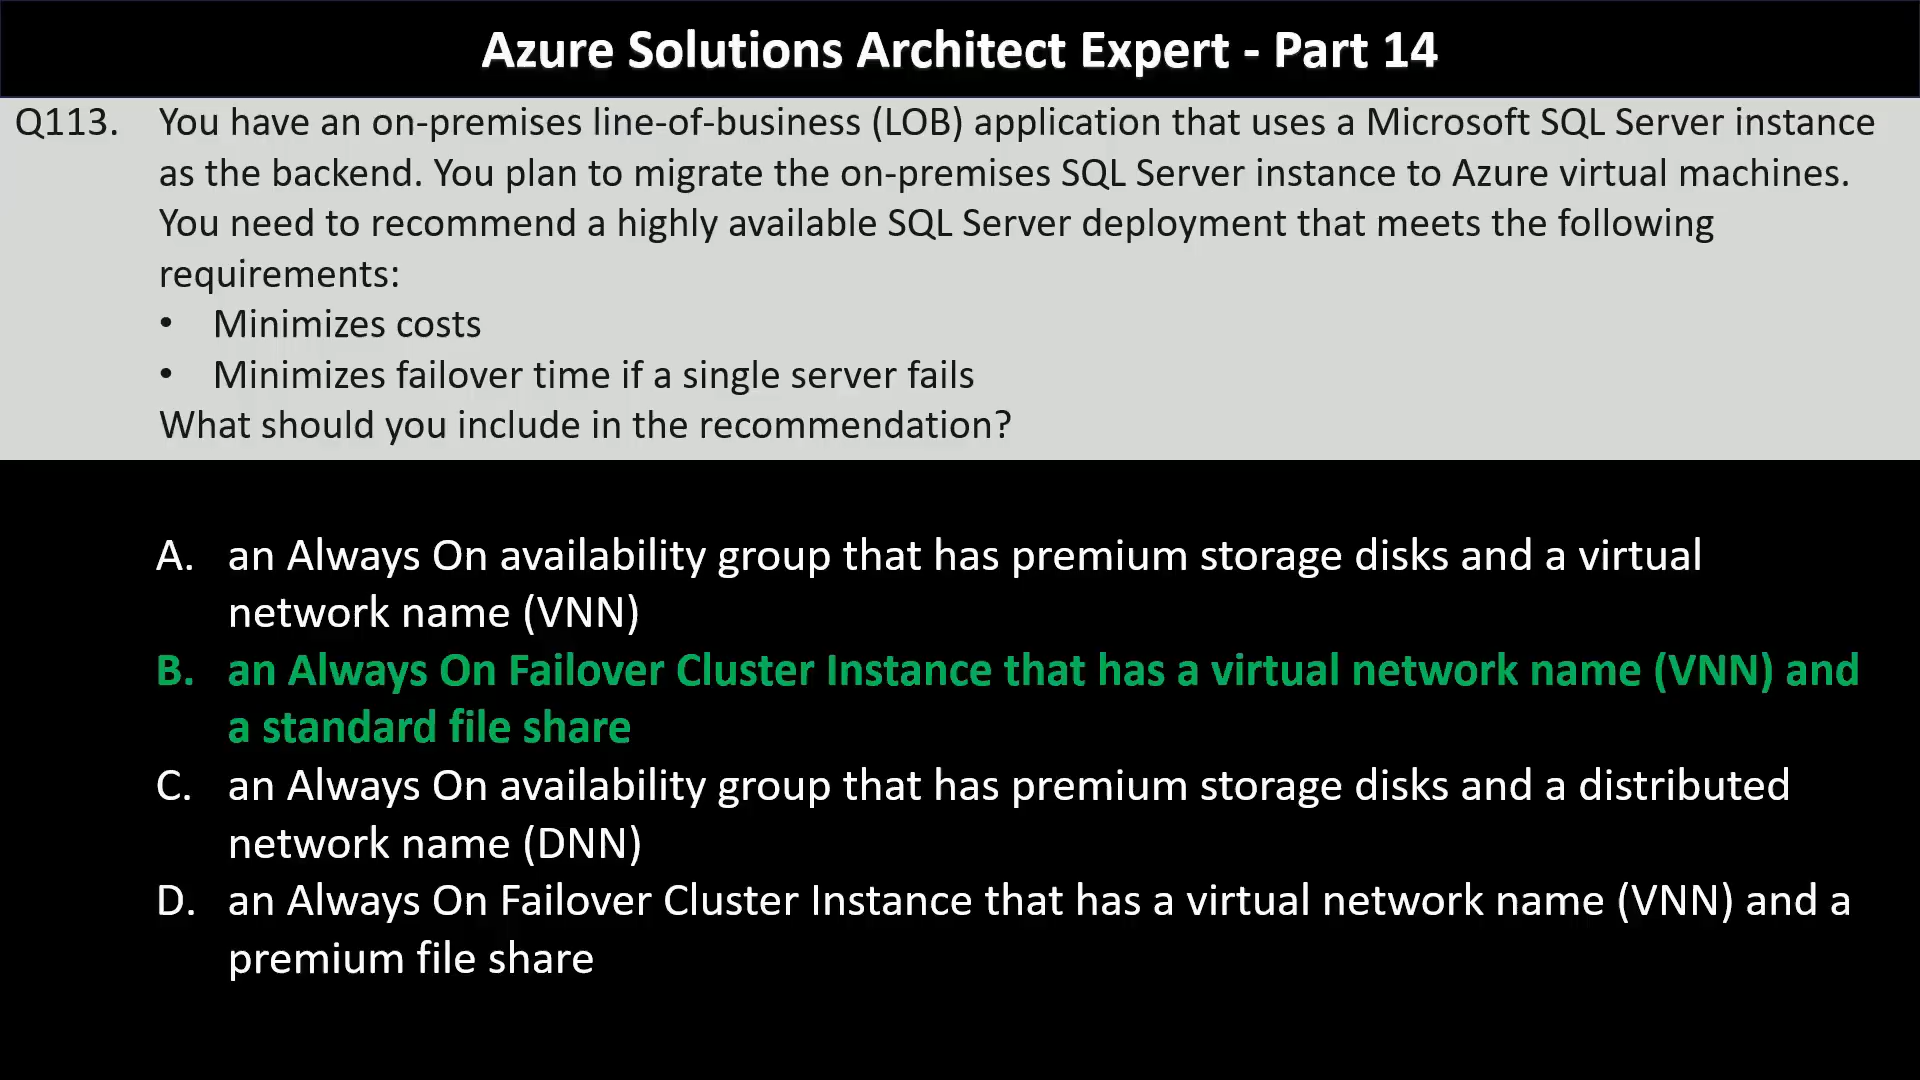 Azure Solutions Architect Expert - Part 14
Q113. You have an on-premises line-of-business (LOB) application that uses a Microsoft SQL Server instance
as the backend. You plan to migrate the on-premises SQL Server instance to Azure virtual machines.
You need to recommend a highly available SQL Server deployment that meets the following
requirements:
• Minimizes costs
• Minimizes failover time if a single server fails
What should you include in the recommendation?
A. an Always On availability group that has premium storage disks and a virtual
network name (VNN)
B. an Always On Failover Cluster Instance that has a virtual network name (VNN) and
a standard file share
C. an Always On availability group that has premium storage disks and a distributed
network name (DNN)
D. an Always On Failover Cluster Instance that has a virtual network name (VNN) and a
premium file share